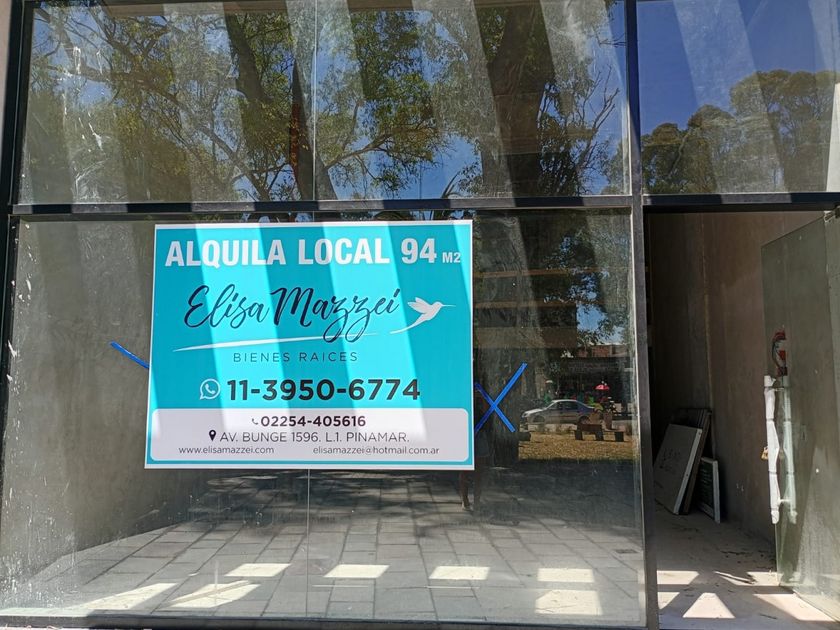 ALQUILA LOCAL 94 M2
Elisa Mazzei
BIENES RAICES
11-3950-6774
02254-405616
AV. BUNGE 1596. L.1. PINAMAR.
www.elisamazzei.com elisamazzei@hotmail.com.ar